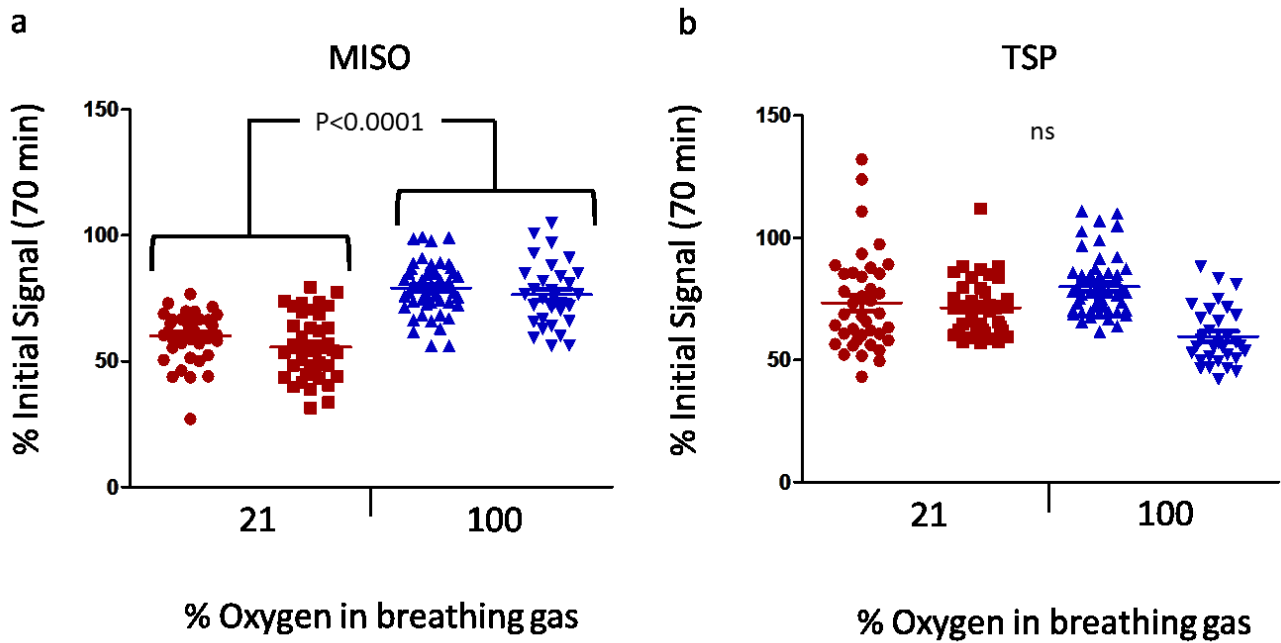 a
MISO
% Initial Signal (70 min)
150
100
50
0
P<0.0001
21
100
% Oxygen in breathing gas
b
TSP
% Initial Signal (70 min)
150
100
50
0
ns
21
100
% Oxygen in breathing gas